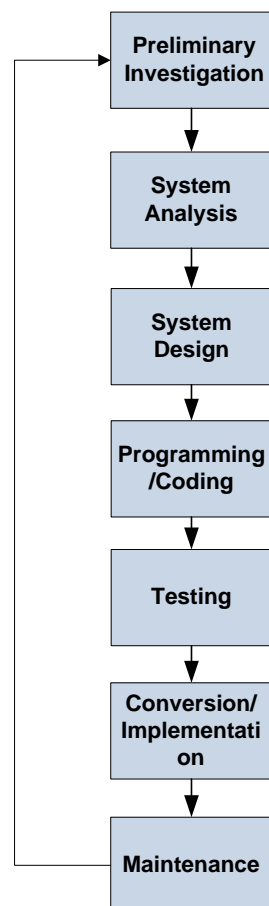 Preliminary
Investigation
System
Analysis
System
Design
Programming
/Coding
Testing
Conversion/
Implementati
on
Maintenance